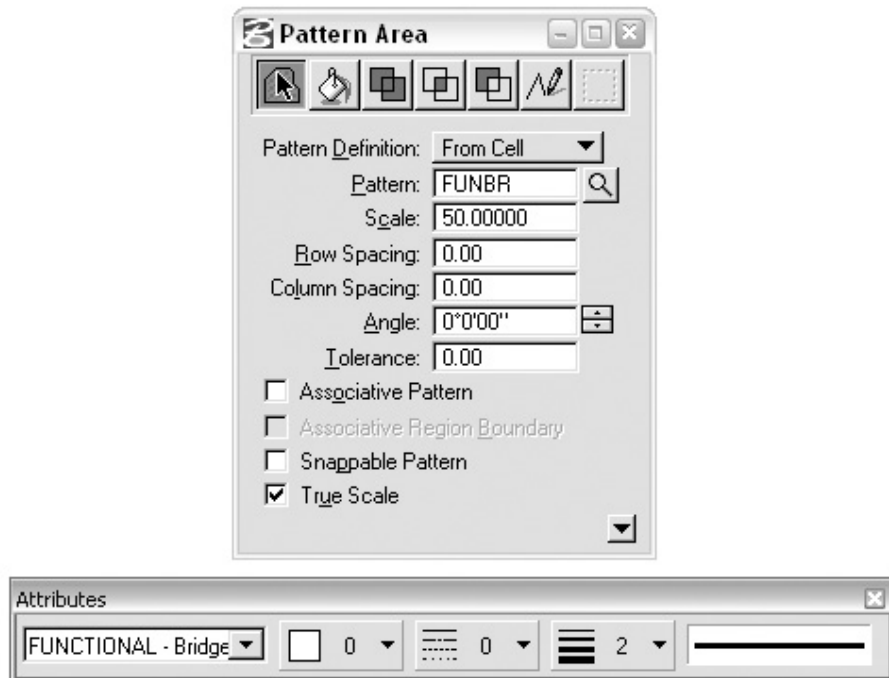 Pattern Area
Pattern Definition: From Cell
Pattern: FUNBR
Scale: 50.00000
Row Spacing: 0.00
Column Spacing: 0.00
Angle: 0°0'00"
Tolerance: 0.00
Associative Pattern
Associative Region Boundary
Snappable Pattern
True Scale
Attributes
FUNCTIONAL - Bridge 0 0 2